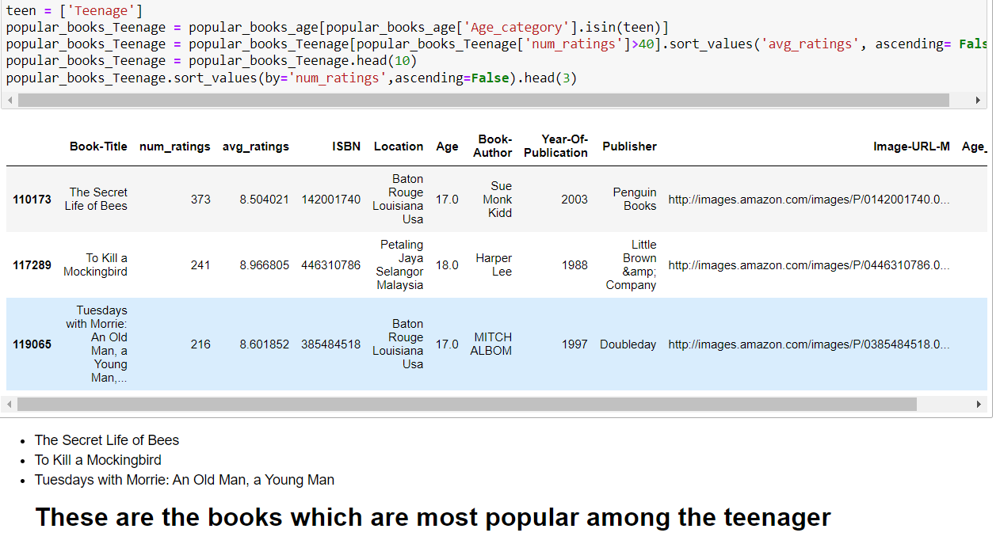 teen = ['Teenage']
popular_books_Teenage = popular_books_age[popular_books_age['Age_category'].isin(teen)]
popular_books_Teenage = popular_books_Teenage[popular_books_Teenage['num_ratings']>40].sort_values('avg_ratings', ascending= Fals
popular_books_Teenage = popular_books_Teenage.head(10)
popular_books_Teenage.sort_values(by='num_ratings',ascending=False).head(3)
Book-Title num_ratings avg_ratings ISBN Location Age Book-Author Year-Of-Publication Publisher Image-URL-M Age_
110173 The Secret Life of Bees 373 8.504021 142001740 Baton Rouge Louisiana Usa 17.0 Sue Monk Kidd 2003 Penguin Books http://images.amazon.com/images/P/0142001740.0...
117289 To Kill a Mockingbird 241 8.966805 446310786 Petaling Jaya Selangor Malaysia 18.0 Harper Lee 1988 Little Brown &amp; Company http://images.amazon.com/images/P/0446310786.0...
119065 Tuesdays with Morrie: An Old Man, a Young Man,... 216 8.601852 385484518 Baton Rouge Louisiana Usa 17.0 MITCH ALBOM 1997 Doubleday http://images.amazon.com/images/P/0385484518.0...
• The Secret Life of Bees
• To Kill a Mockingbird
• Tuesdays with Morrie: An Old Man, a Young Man
These are the books which are most popular among the teenager